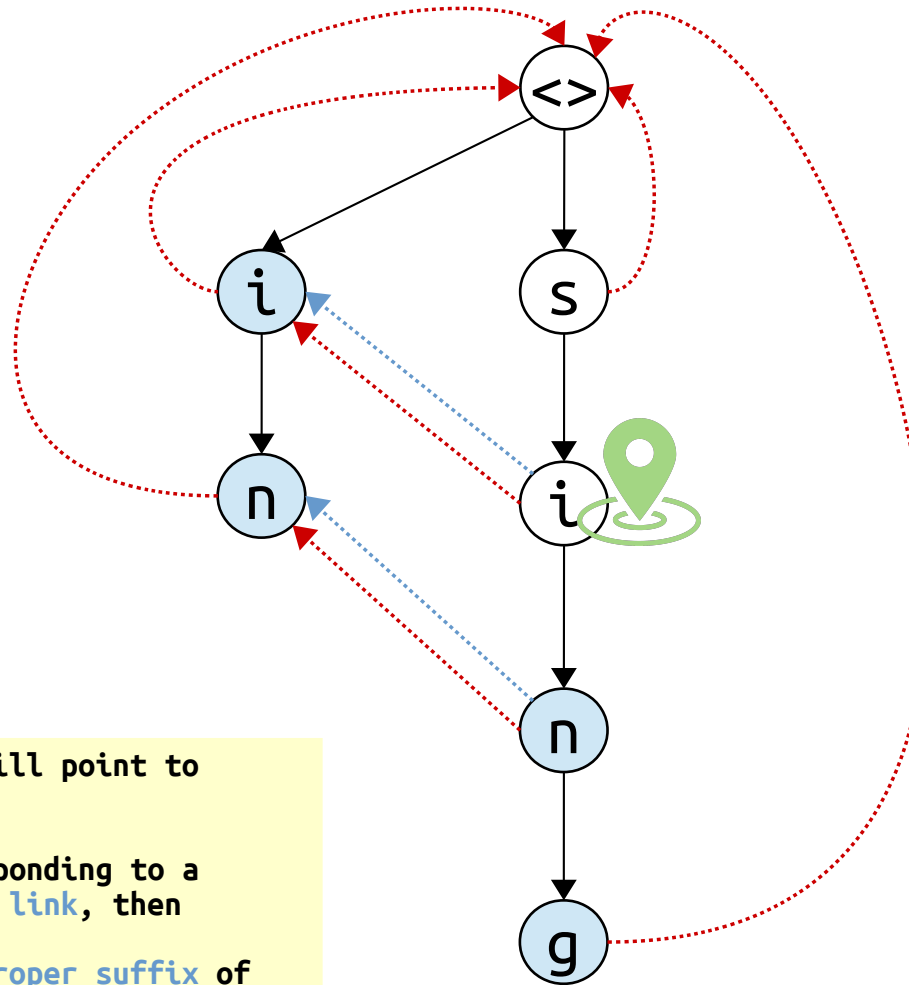 <>
i
s
n
i
n
g
ill point to
ponding to a
link, then
roper suffix of